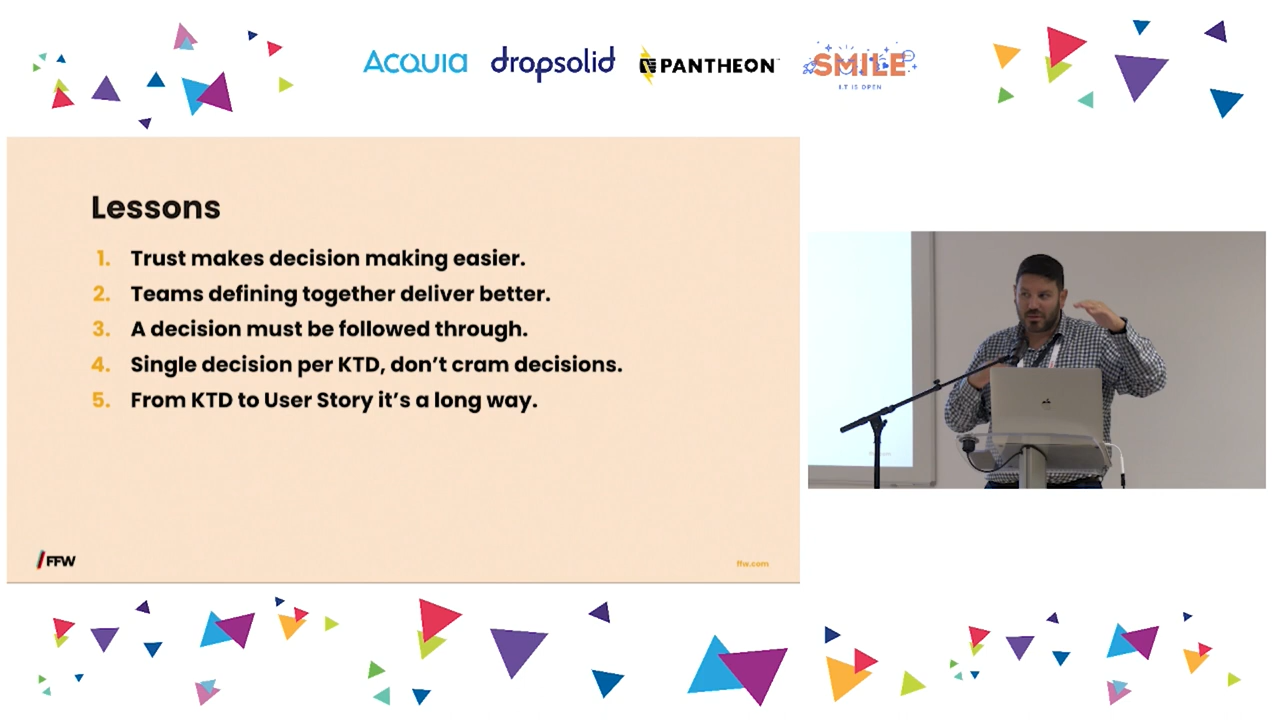 Acquia
dropsolid
PANTHEON
SMILE
I.T IS OPEN
Lessons
1. Trust makes decision making easier.
2. Teams defining together deliver better.
3. A decision must be followed through.
4. Single decision per KTD, don't cram decisions.
5. From KTD to User Story it's a long way.
/FFW
ffw.com